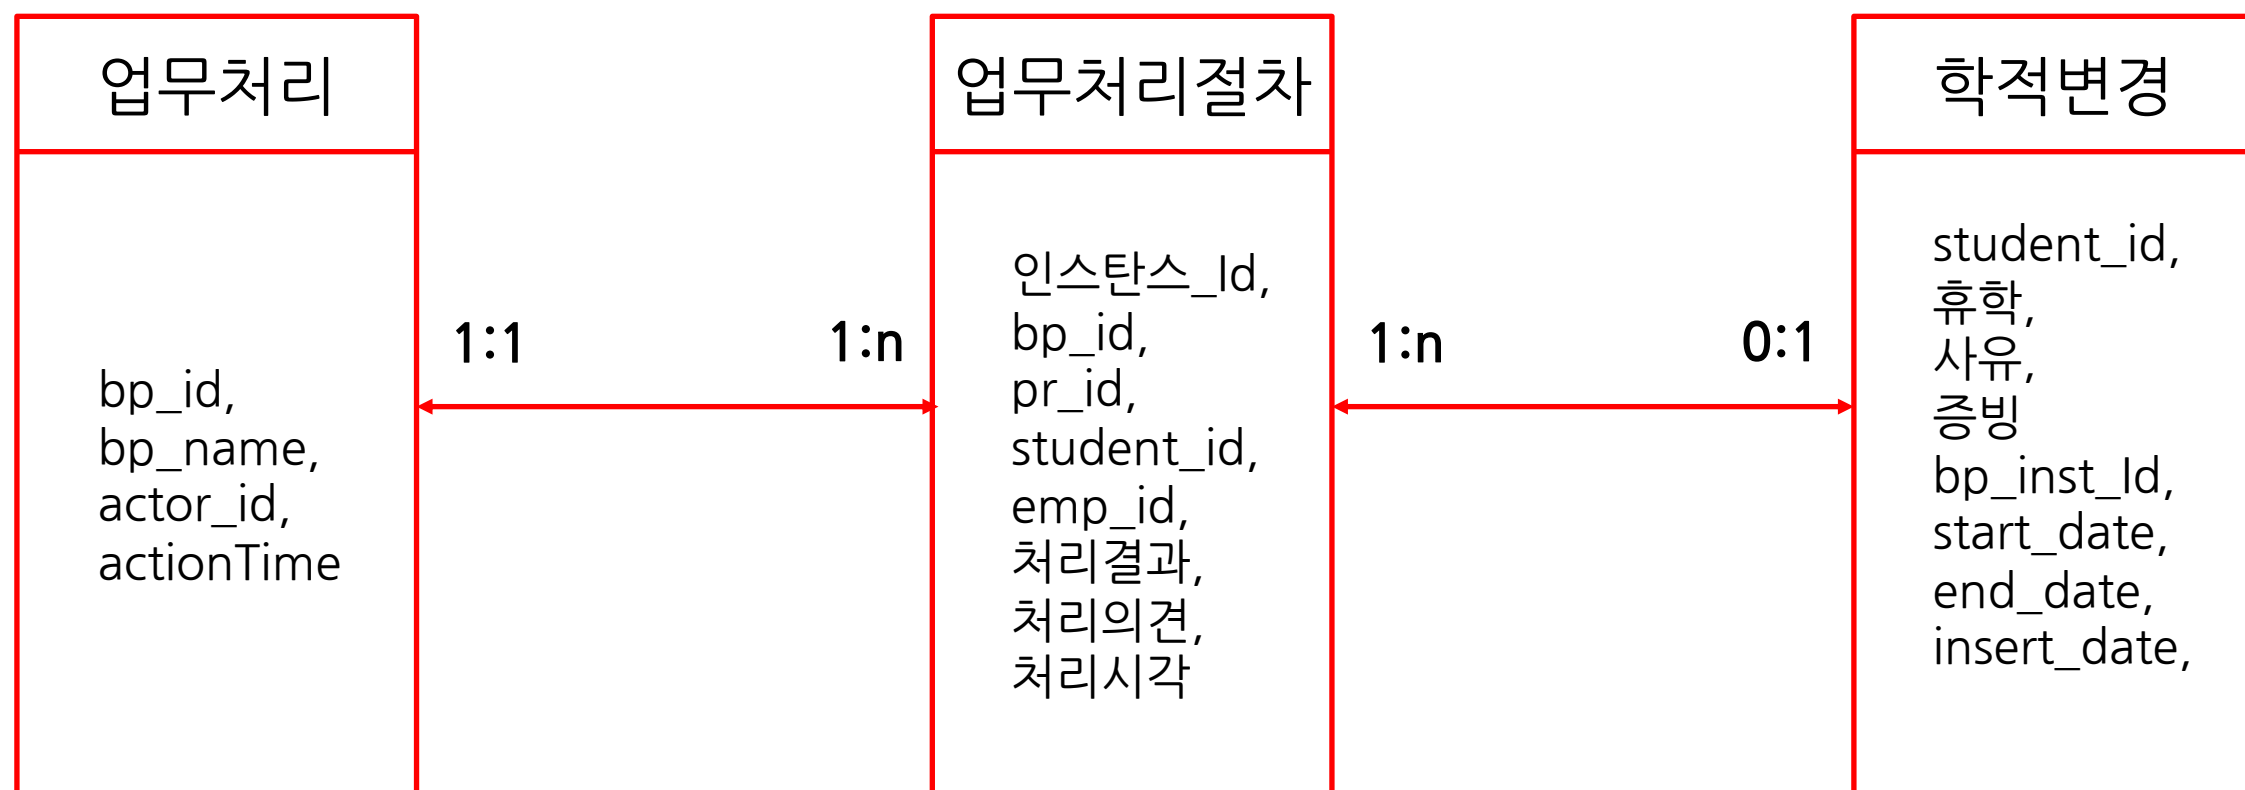 업무처리
bp_id,
bp_name,
actor_id,
actionTime
1:1
1:n
업무처리절차
인스탄스_Id,
bp_id,
pr_id,
student_id,
emp_id,
처리결과,
처리의견,
처리시각
1:n
0:1
학적변경
student_id,
휴학,
사유,
증빙
bp_inst_Id,
start_date,
end_date,
insert_date,